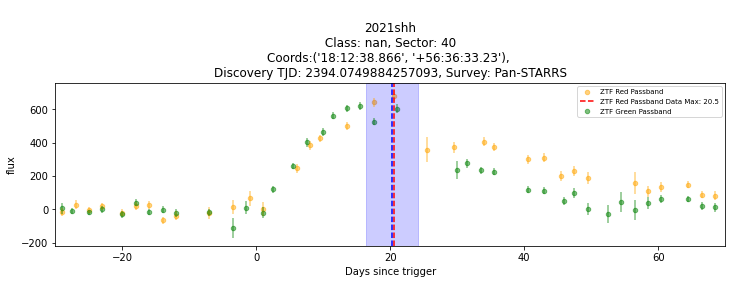 2021shh
Class: nan, Sector: 40
Coords:('18:12:38.866', '+56:36:33.23'),
Discovery TJD: 2394.0749884257093, Survey: Pan-STARRS
ZTF Red Passband
ZTF Red Passband Data Max: 20.5
ZTF Green Passband
flux
600
400
200
0
−200
−20
0
20
40
60
Days since trigger